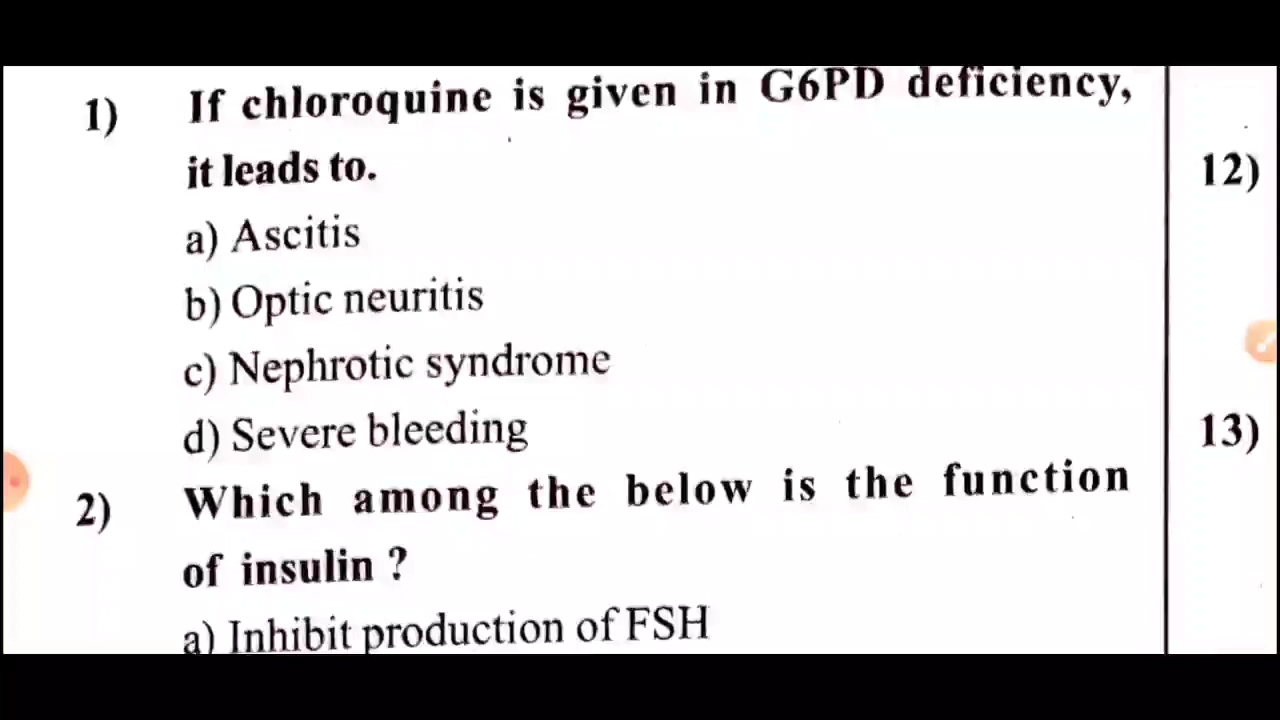 1) If chloroquine is given in G6PD deficiency,
it leads to.
a) Ascitis
b) Optic neuritis
c) Nephrotic syndrome
d) Severe bleeding
2) Which among the below is the function
of insulin ?
a) Inhibit production of FSH
12)
13)